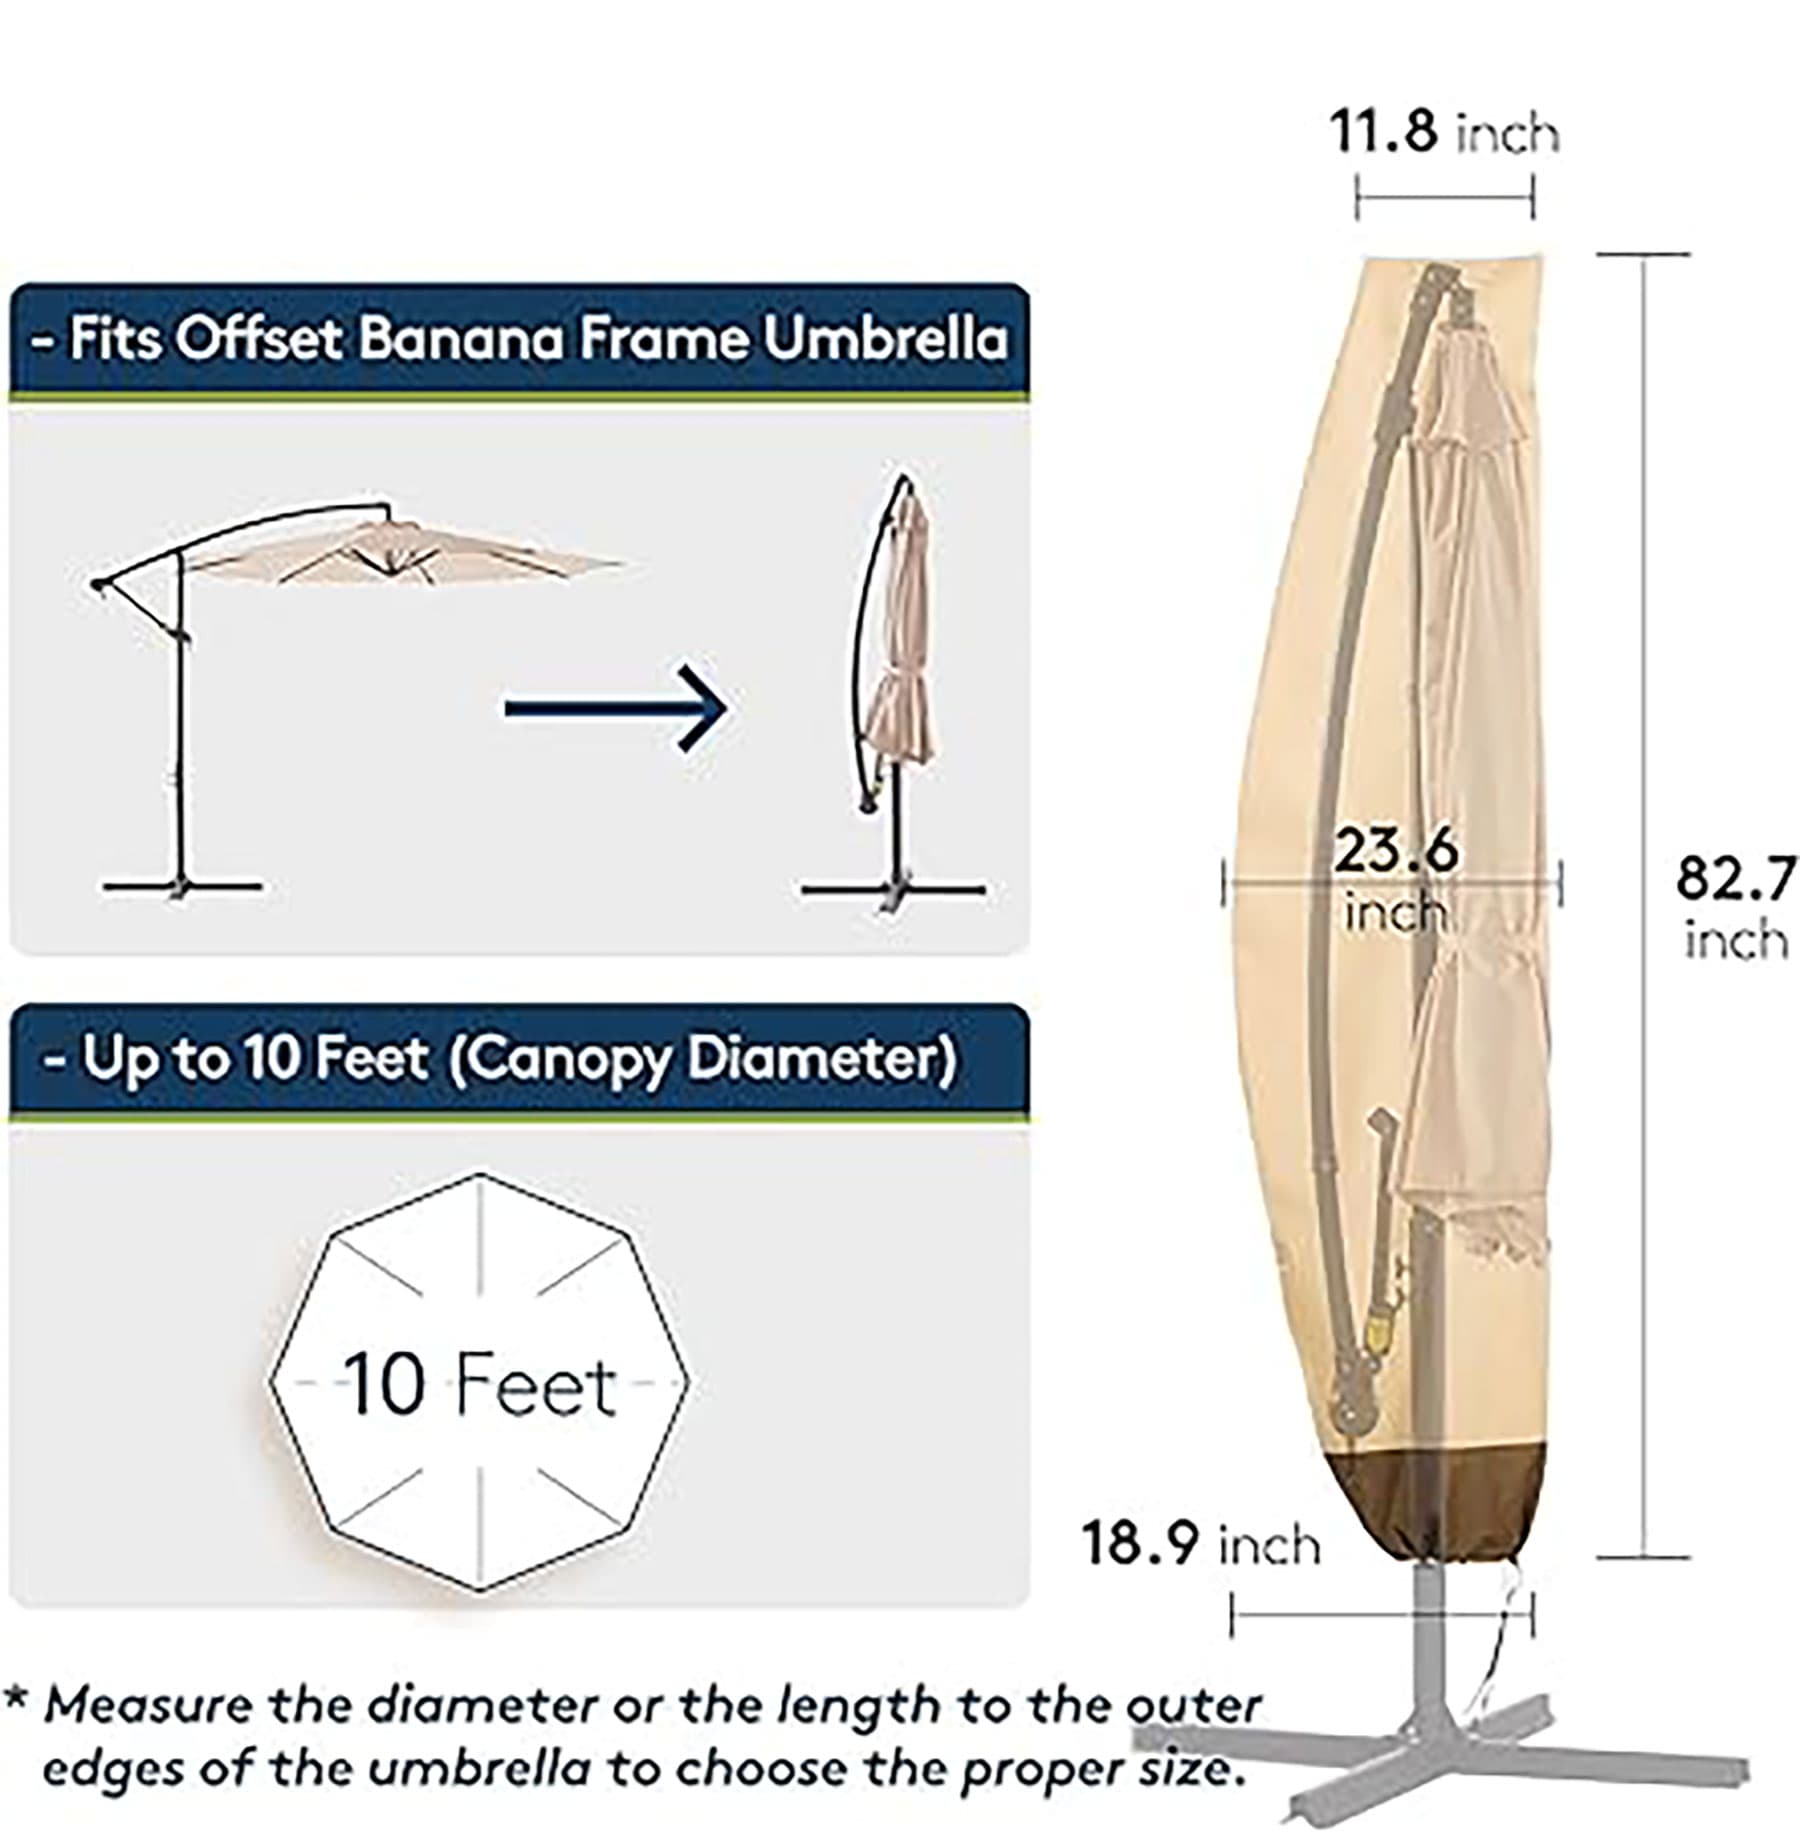 11.8 inch
- Fits Offset Banana Frame Umbrella
23.6
inch
82.7
inch
- Up to 10 Feet (Canopy Diameter)
10 Feet
18.9 inch
* Measure the diameter or the length to the outer
edges of the umbrella to choose the proper size.